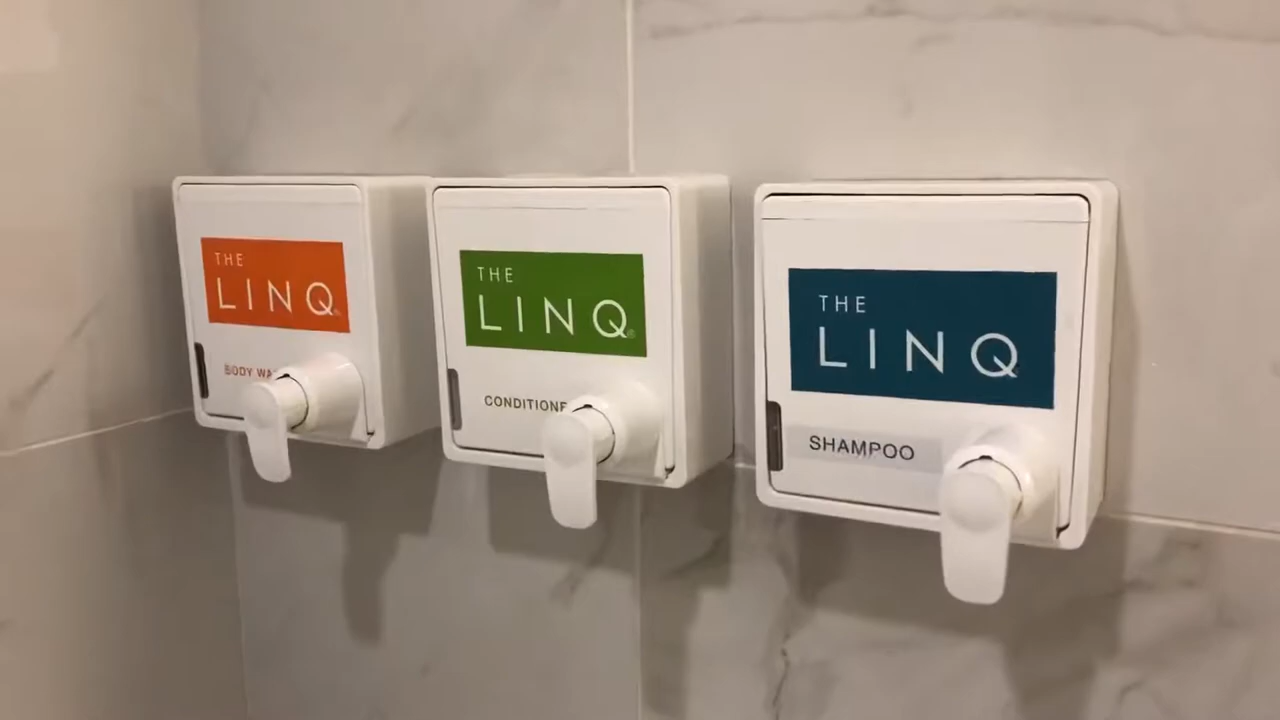 THE
LINQ
BODY WA
THE
LINQ®
CONDITIONE
THE
LINQ
SHAMPOO